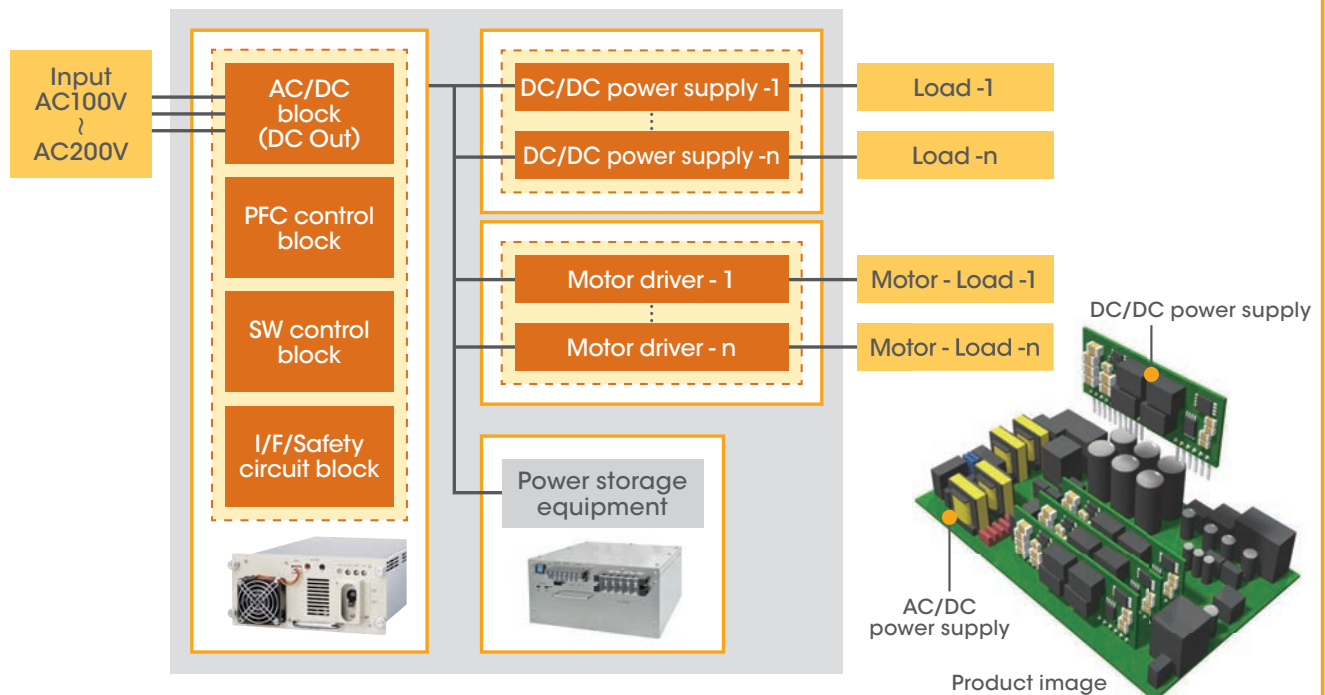 Input
AC100V
~
AC200V
AC/DC
block
(DC Out)
PFC control
block
SW control
block
I/F/Safety
circuit block
DC/DC power supply -1
DC/DC power supply -n
Motor driver - 1
Motor driver - n
Power storage
equipment
Load -1
Load -n
Motor - Load -1
Motor - Load -n
DC/DC power supply
AC/DC
power supply
Product image